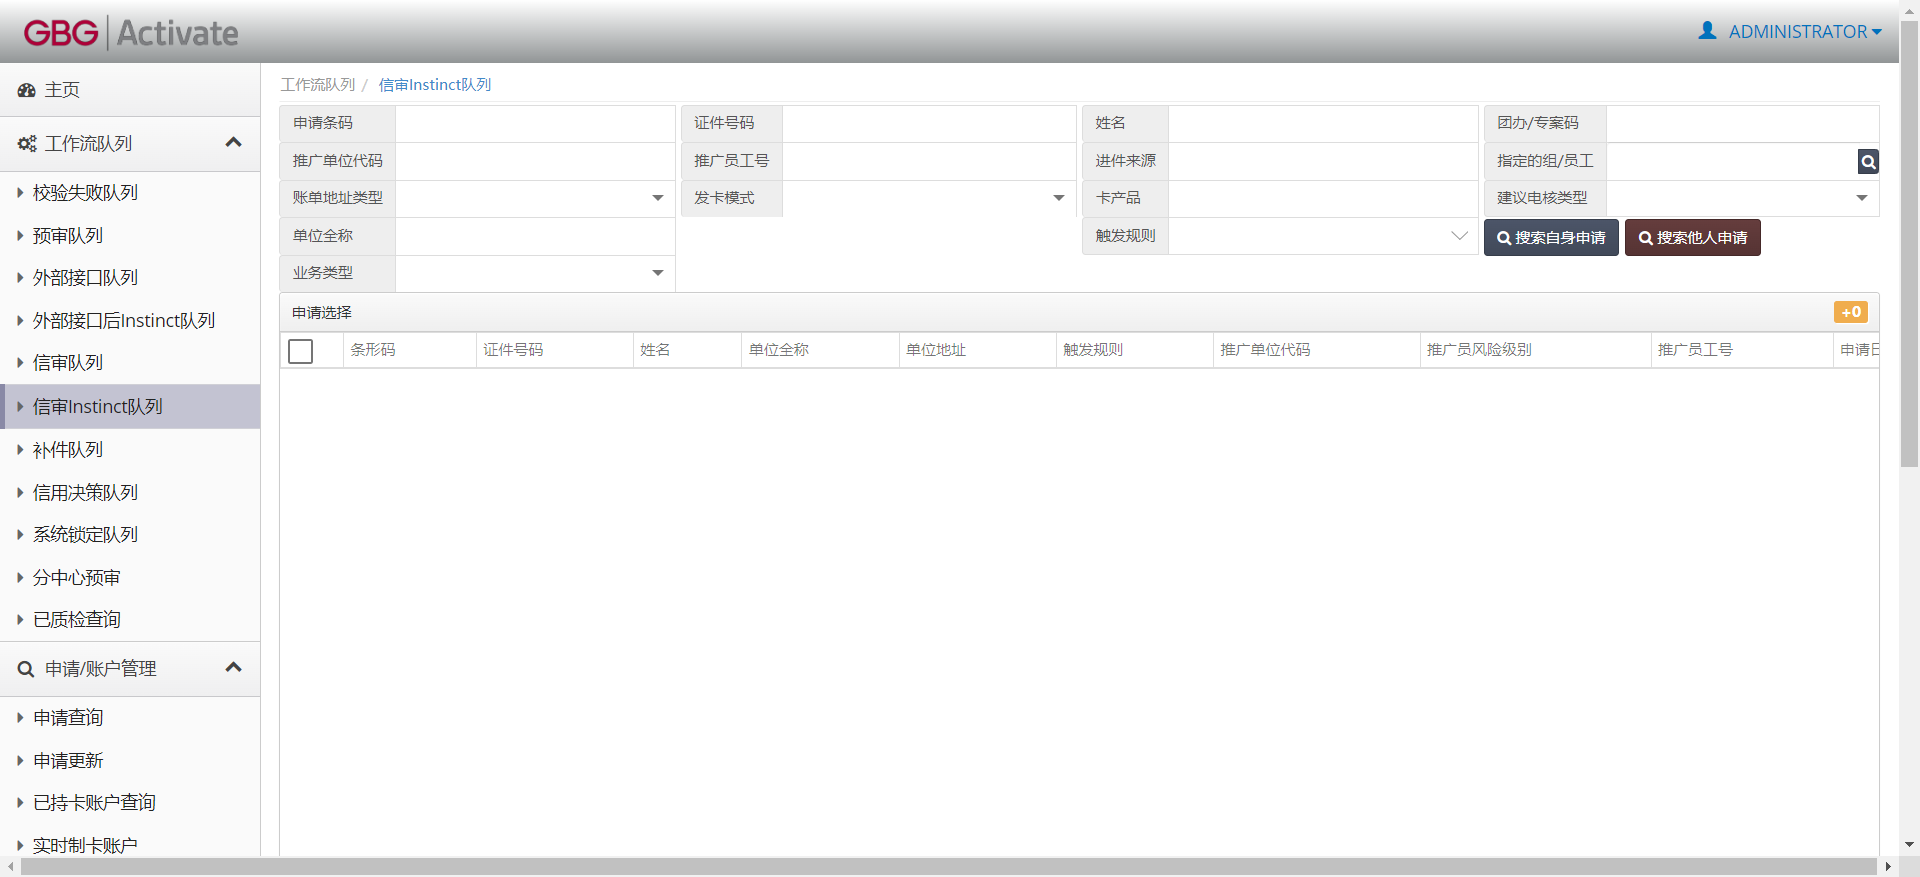 GBG Activate
ADMINISTRATOR
主页
工作流队列
校验失败队列
预审队列
外部接口队列
外部接口后Instinct队列
信审队列
信审Instinct队列
补件队列
信用决策队列
系统锁定队列
分中心预审
已质检查询
申请/账户管理
申请查询
申请更新
已持卡账户查询
实时制卡账户
工作流队列 / 信审Instinct队列
申请条码 证件号码 姓名 团办/专案码
推广单位代码 推广员工号 进件来源 指定的组/员工
账单地址类型 发卡模式 卡产品 建议电核类型
单位全称 触发规则 搜索自身申请 搜索他人申请
业务类型
申请选择 +0
条形码 证件号码 姓名 单位全称 单位地址 触发规则 推广单位代码 推广员风险级别 推广员工号 申请日